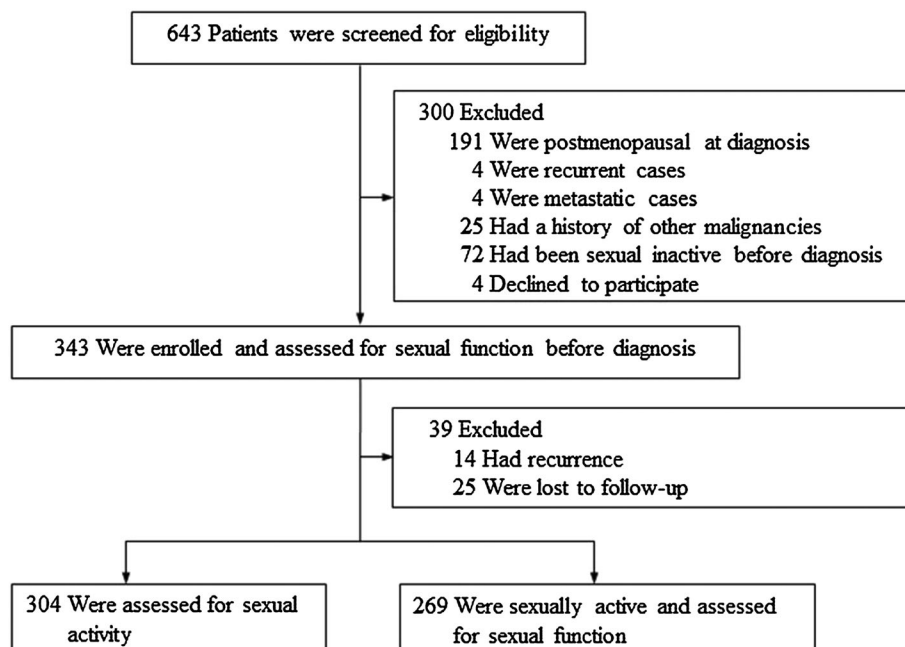 643 Patients were screened for eligibility
300 Excluded
191 Were postmenopausal at diagnosis
4 Were recurrent cases
4 Were metastatic cases
25 Had a history of other malignancies
72 Had been sexual inactive before diagnosis
4 Declined to participate
343 Were enrolled and assessed for sexual function before diagnosis
39 Excluded
14 Had recurrence
25 Were lost to follow-up
304 Were assessed for sexual
activity
269 Were sexually active and assessed
for sexual function